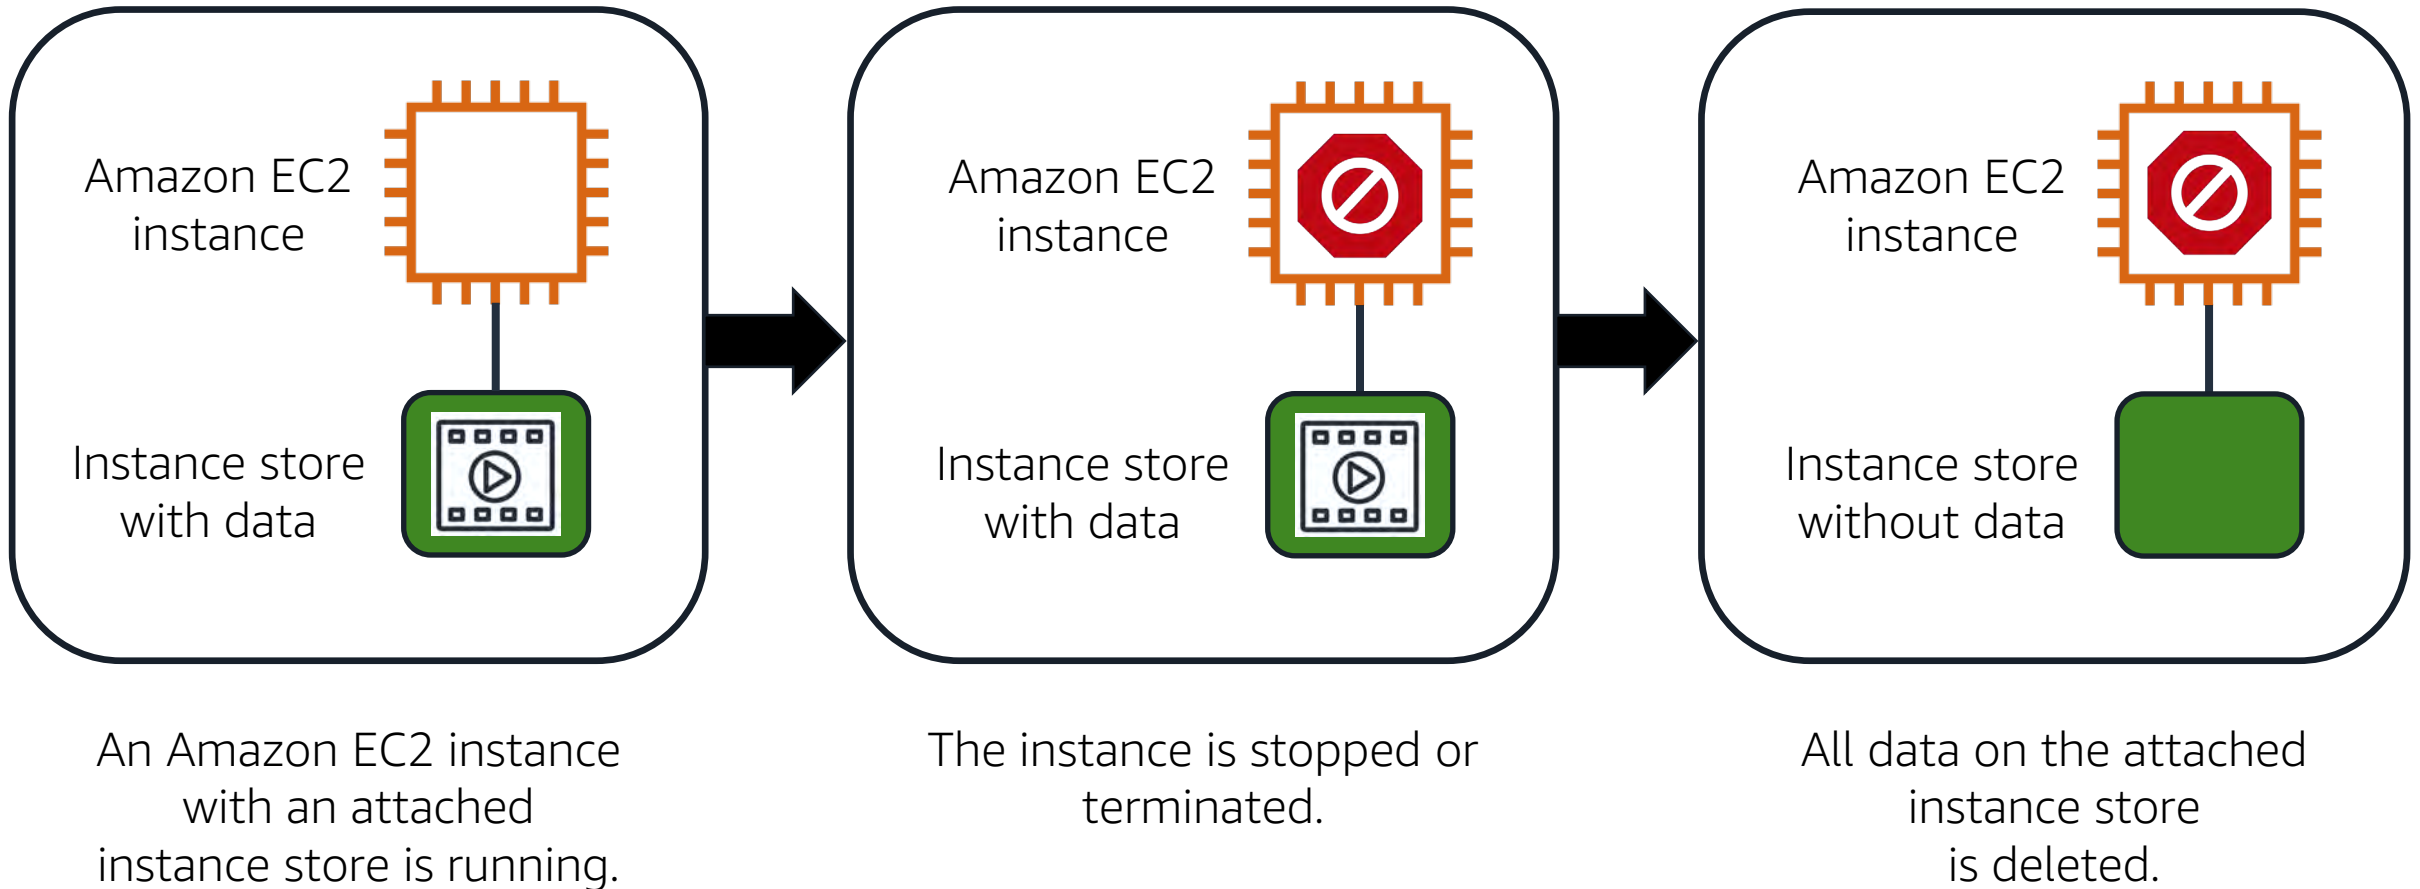 Amazon EC2
instance
Instance store
with data
An Amazon EC2 instance
with an attached
instance store is running.
Amazon EC2
instance
Instance store
with data
The instance is stopped or
terminated.
Amazon EC2
instance
Instance store
without data
All data on the attached
instance store
is deleted.